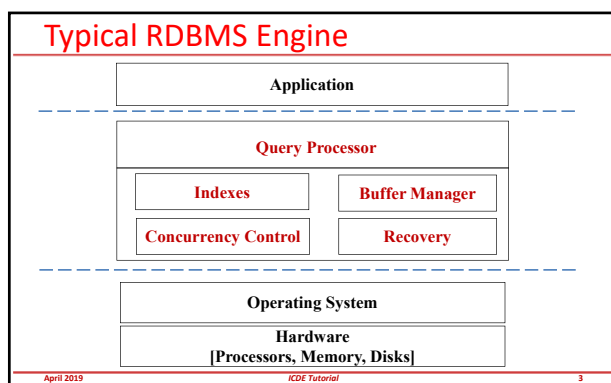 Typical RDBMS Engine
Application
Query Processor
Indexes
Buffer Manager
Concurrency Control
Recovery
Operating System
Hardware
[Processors, Memory, Disks]
April 2019
ICDE Tutorial
3